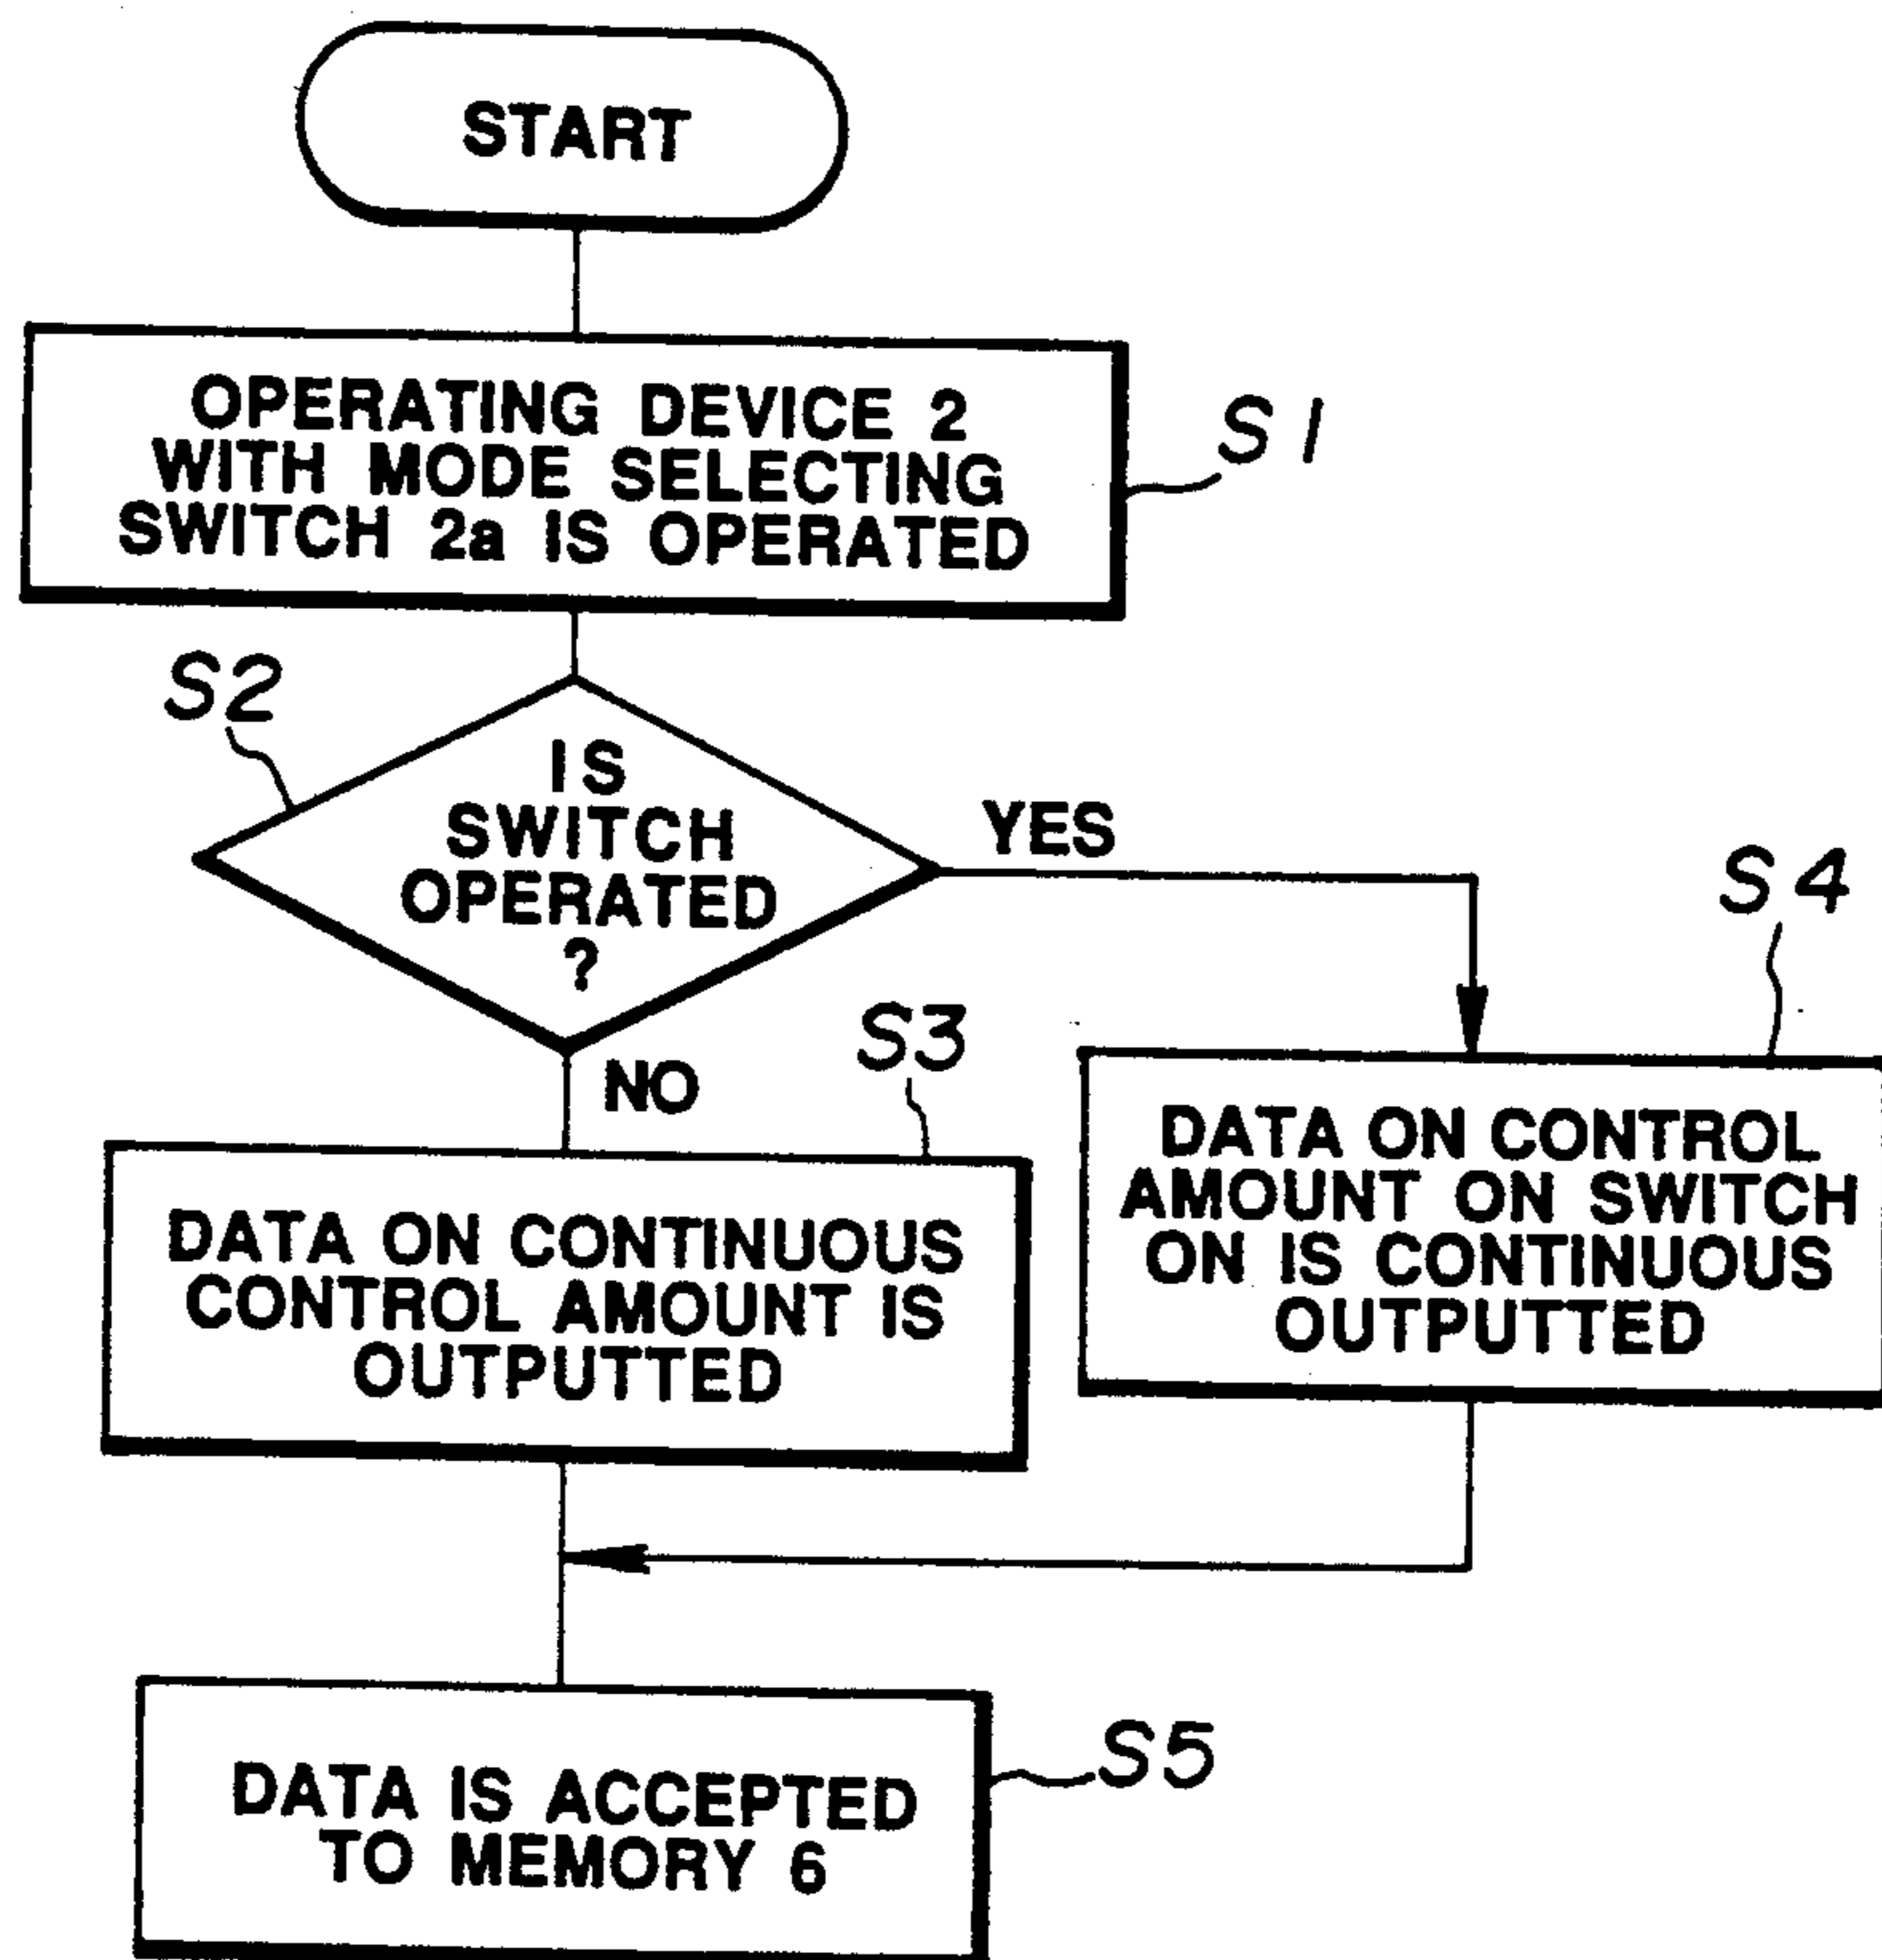 START
OPERATING DEVICE 2
WITH MODE SELECTING
SWITCH 2a IS OPERATED
S1
S2
IS
SWITCH
OPERATED
?
YES
NO
S3
DATA ON CONTINUOUS
CONTROL AMOUNT IS
OUTPUTTED
S4
DATA ON CONTROL
AMOUNT ON SWITCH
ON IS CONTINUOUS
OUTPUTTED
DATA IS ACCEPTED
TO MEMORY 6
S5